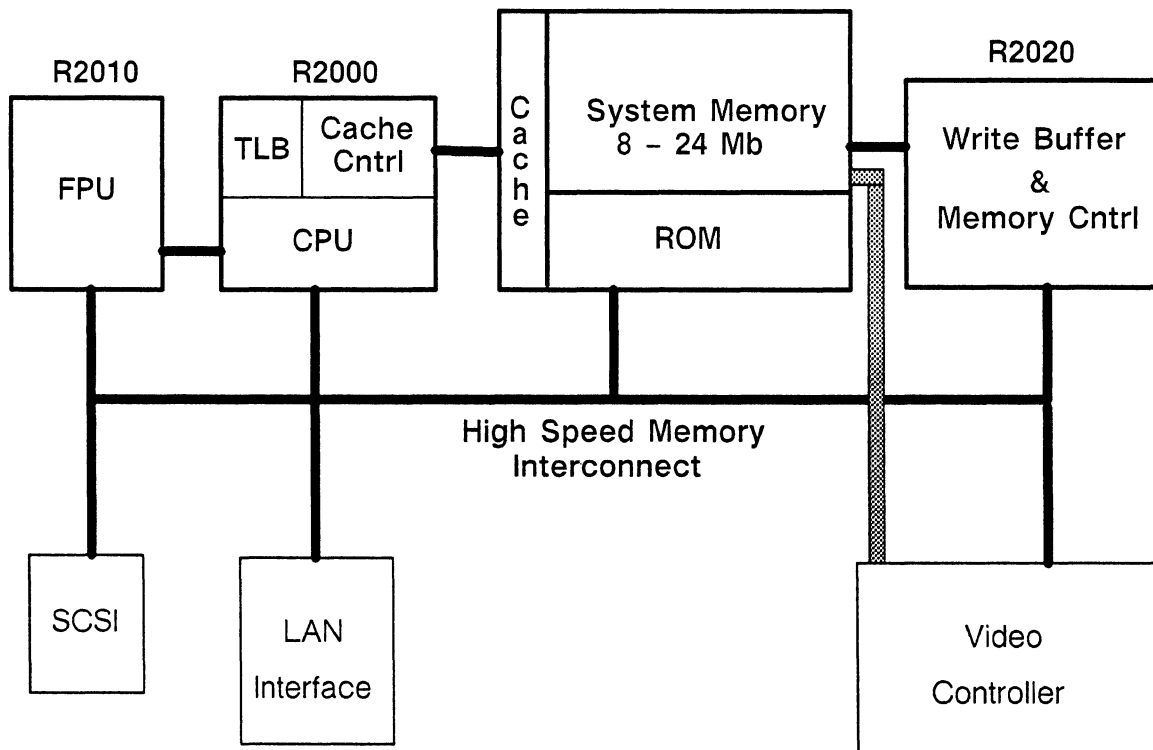 R2010
R2000
R2020
FPU
TLB
Cache
Cntrl
CPU
Cache
System Memory
8 – 24 Mb
ROM
Write Buffer
&
Memory Cntrl
High Speed Memory
Interconnect
SCSI
LAN
Interface
Video
Controller